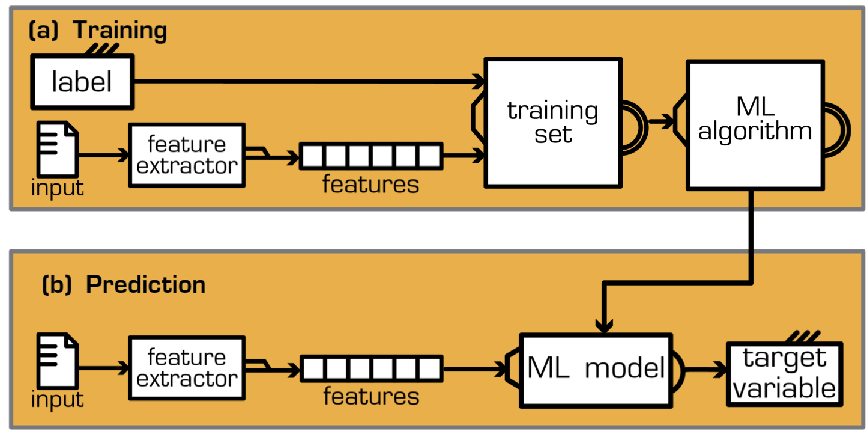 (a) Training
label
input
feature
extractor
features
training
set
ML
algorithm
(b) Prediction
input
feature
extractor
features
ML model
target
variable